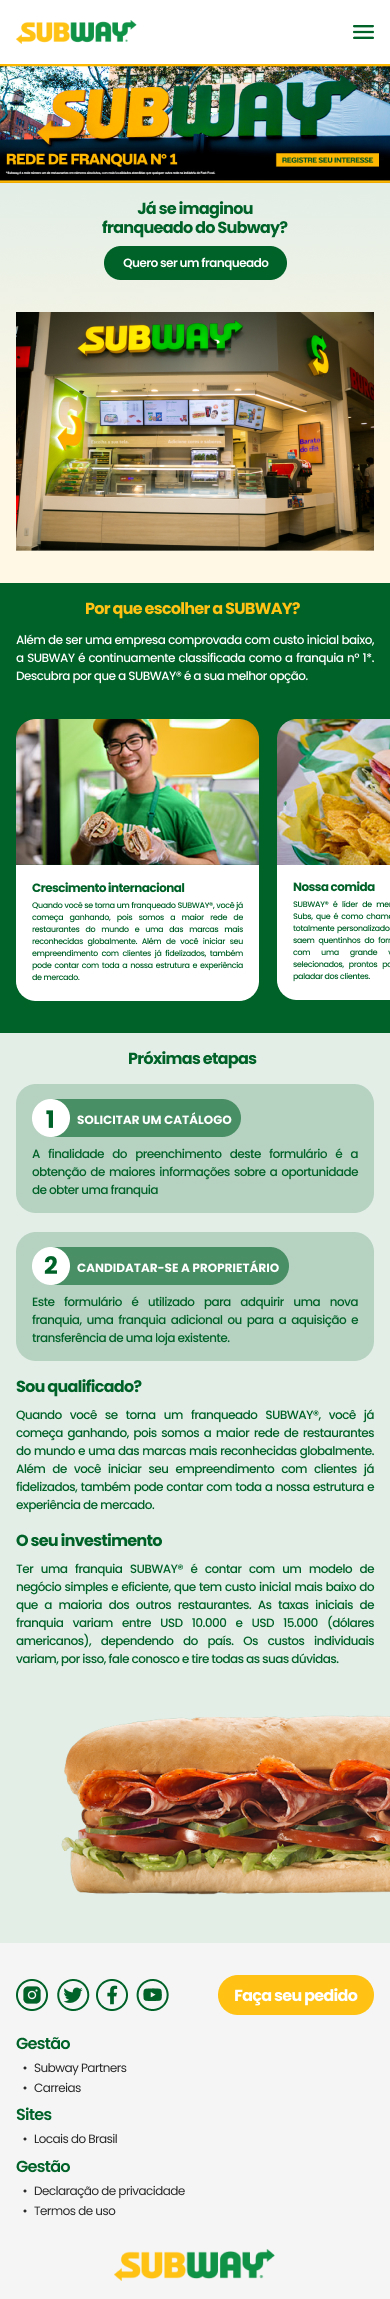 SUBWAY
SUBWAY
REDE DE FRANQUIA Nº 1
REGISTRE SEU INTERESSE
Já se imaginou
franqueado do Subway?
Quero ser um franqueado
SUBWAY
Barato
do dia
Por que escolher a SUBWAY?
Além de ser uma empresa comprovada com custo inicial baixo,
a SUBWAY é continuamente classificada como a franquia nº 1*.
Descubra por que a SUBWAY® é a sua melhor opção.
Crescimento internacional
Quando você se torna um franqueado SUBWAY®, você já
começa ganhando, pois somos a maior rede de
restaurantes do mundo e uma das marcas mais
reconhecidas globalmente. Além de você iniciar seu
empreendimento com clientes já fidelizados, também
pode contar com toda a nossa estrutura e experiência
de mercado.
Nossa comida
SUBWAY® é líder de me
Subs, que é como cham
totalmente personalizado
saem quentinhos do for
com uma grande v
selecionados, prontos p
paladar dos clientes.
Próximas etapas
1 SOLICITAR UM CATÁLOGO
A finalidade do preenchimento deste formulário é a
obtenção de maiores informações sobre a oportunidade
de obter uma franquia
2 CANDIDATAR-SE A PROPRIETÁRIO
Este formulário é utilizado para adquirir uma nova
franquia, uma franquia adicional ou para a aquisição e
transferência de uma loja existente.
Sou qualificado?
Quando você se torna um franqueado SUBWAY®, você já
começa ganhando, pois somos a maior rede de restaurantes
do mundo e uma das marcas mais reconhecidas globalmente.
Além de você iniciar seu empreendimento com clientes já
fidelizados, também pode contar com toda a nossa estrutura e
experiência de mercado.
O seu investimento
Ter uma franquia SUBWAY® é contar com um modelo de
negócio simples e eficiente, que tem custo inicial mais baixo do
que a maioria dos outros restaurantes. As taxas iniciais de
franquia variam entre USD 10.000 e USD 15.000 (dólares
americanos), dependendo do país. Os custos individuais
variam, por isso, fale conosco e tire todas as suas dúvidas.
Faça seu pedido
Gestão
• Subway Partners
• Carreias
Sites
• Locais do Brasil
Gestão
• Declaração de privacidade
• Termos de uso
SUBWAY